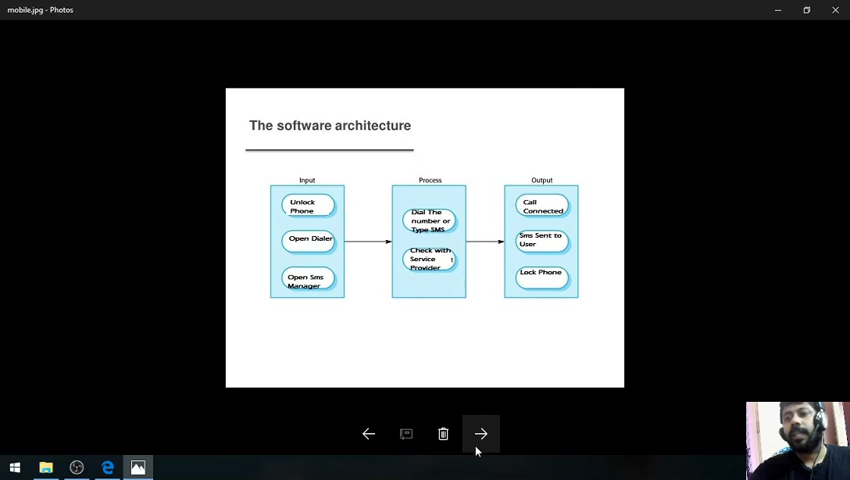 mobile.jpg - Photos
The software architecture
Input
Unlock
Phone
Open Dialer
Open Sms
Manager
Process
Dial The
number or
Type SMS
Check with
Service t
Provider
Output
Call
Connected
Sms Sent to
User
Lock Phone